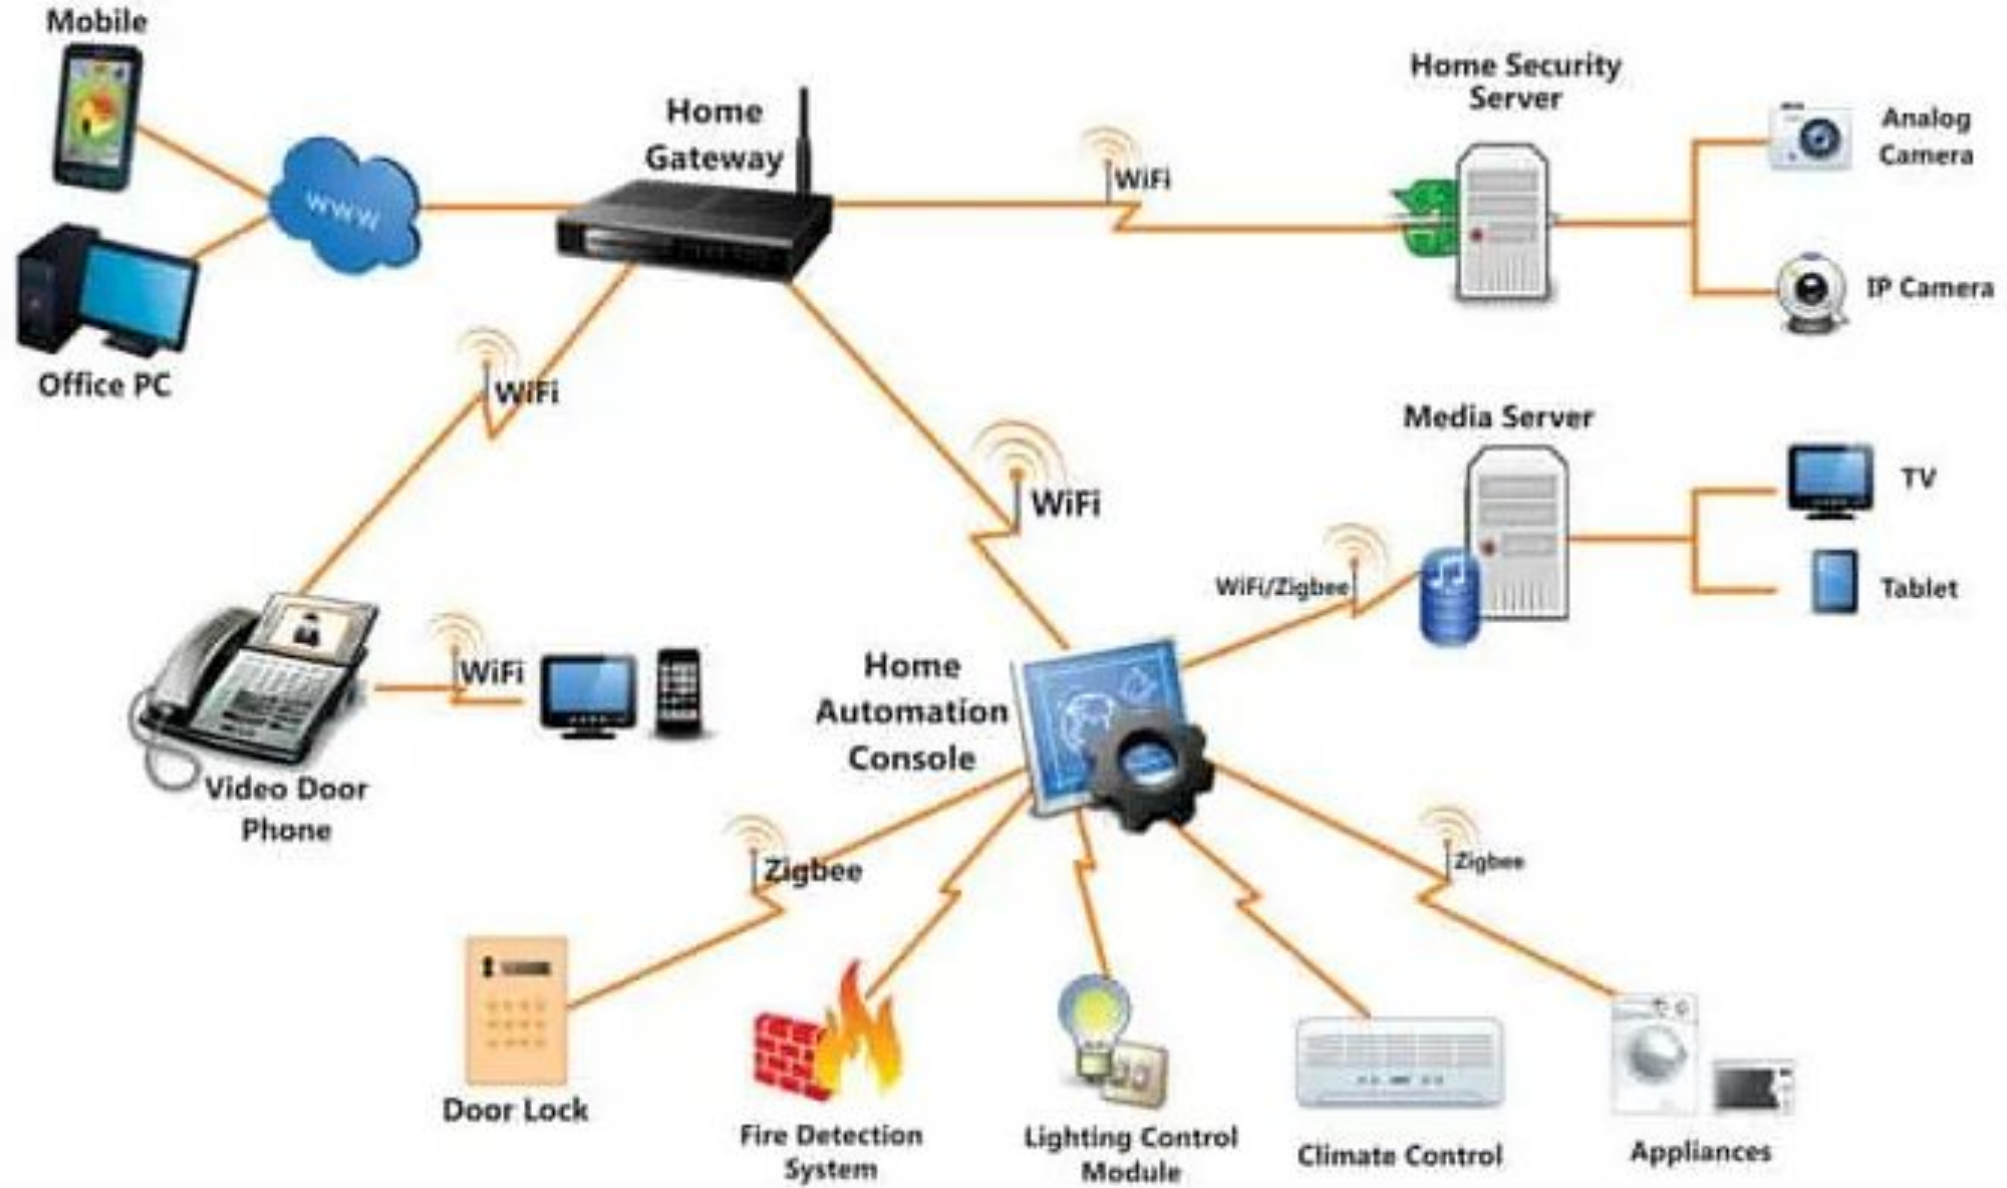 Mobile
Home
Gateway
www
Office PC
WiFi
Home Security
Server
Analog
Camera
IP Camera
WiFi
WiFi
Media Server
TV
WiFi/Zigbee
Tablet
WiFi
Video Door
Phone
Home
Automation
Console
Zigbee
Zigbee
Door Lock
Fire Detection
System
Lighting Control
Module
Climate Control
Appliances